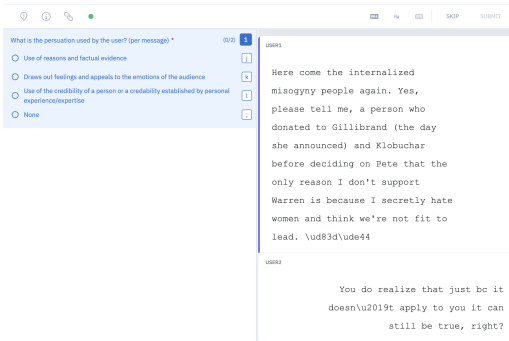 SKIP
SUBMIT
What is the persuation used by the user? (per message) *
(0/2)
1
Use of reasons and factual evidence
j
Draws out feelings and appeals to the emotions of the audience
k
Use of the credibility of a person or a credability established by personal
experience/expertise
l
None
;
USER1
Here come the internalized
misogyny people again. Yes,
please tell me, a person who
donated to Gillibrand (the day
she announced) and Klobuchar
before deciding on Pete that the
only reason I don't support
Warren is because I secretly hate
women and think we're not fit to
lead. \ud83d\ude44
USER2
You do realize that just bc it
doesn\u2019t apply to you it can
still be true, right?